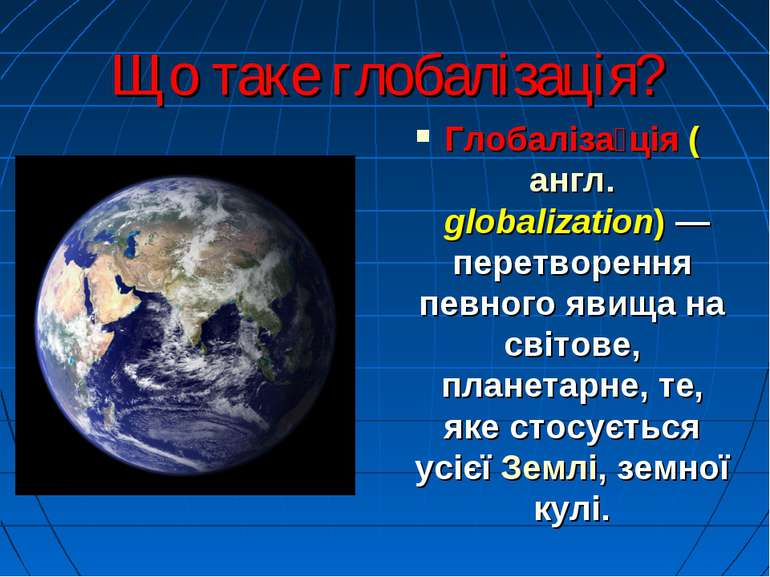 Що таке глобалізація?
Глобаліза́ція (
англ.
globalization) —
перетворення
певного явища на
світове,
планетарне, те,
яке стосується
усієї Землі, земної
кулі.